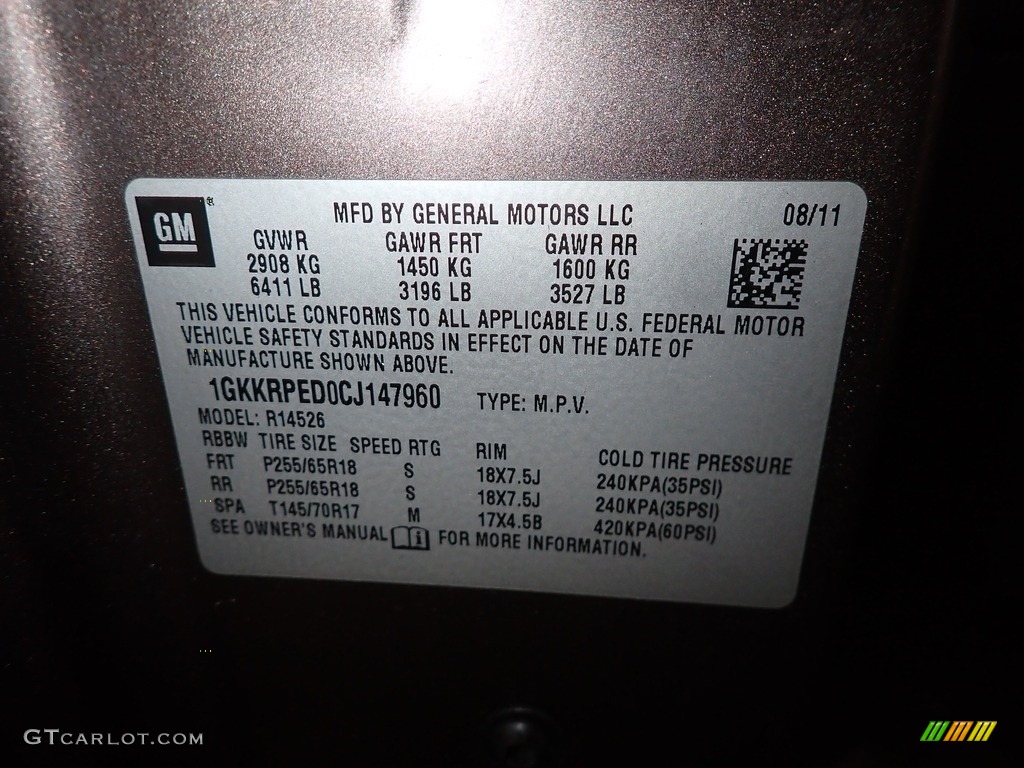 GM®
MFD BY GENERAL MOTORS LLC 08/11
GVWR GAWR FRT GAWR RR
2908 KG 1450 KG 1600 KG
6411 LB 3196 LB 3527 LB
THIS VEHICLE CONFORMS TO ALL APPLICABLE U.S. FEDERAL MOTOR
VEHICLE SAFETY STANDARDS IN EFFECT ON THE DATE OF
MANUFACTURE SHOWN ABOVE.
1GKKRPED0CJ147960 TYPE: M.P.V.
MODEL: R14526
RBBW TIRE SIZE SPEED RTG RIM COLD TIRE PRESSURE
FRT P255/65R18 S 18X7.5J 240KPA(35PSI)
RR P255/65R18 S 18X7.5J 240KPA(35PSI)
SPA T145/70R17 M 17X4.5B 420KPA(60PSI)
SEE OWNER'S MANUAL FOR MORE INFORMATION.
GTCARLOT.COM